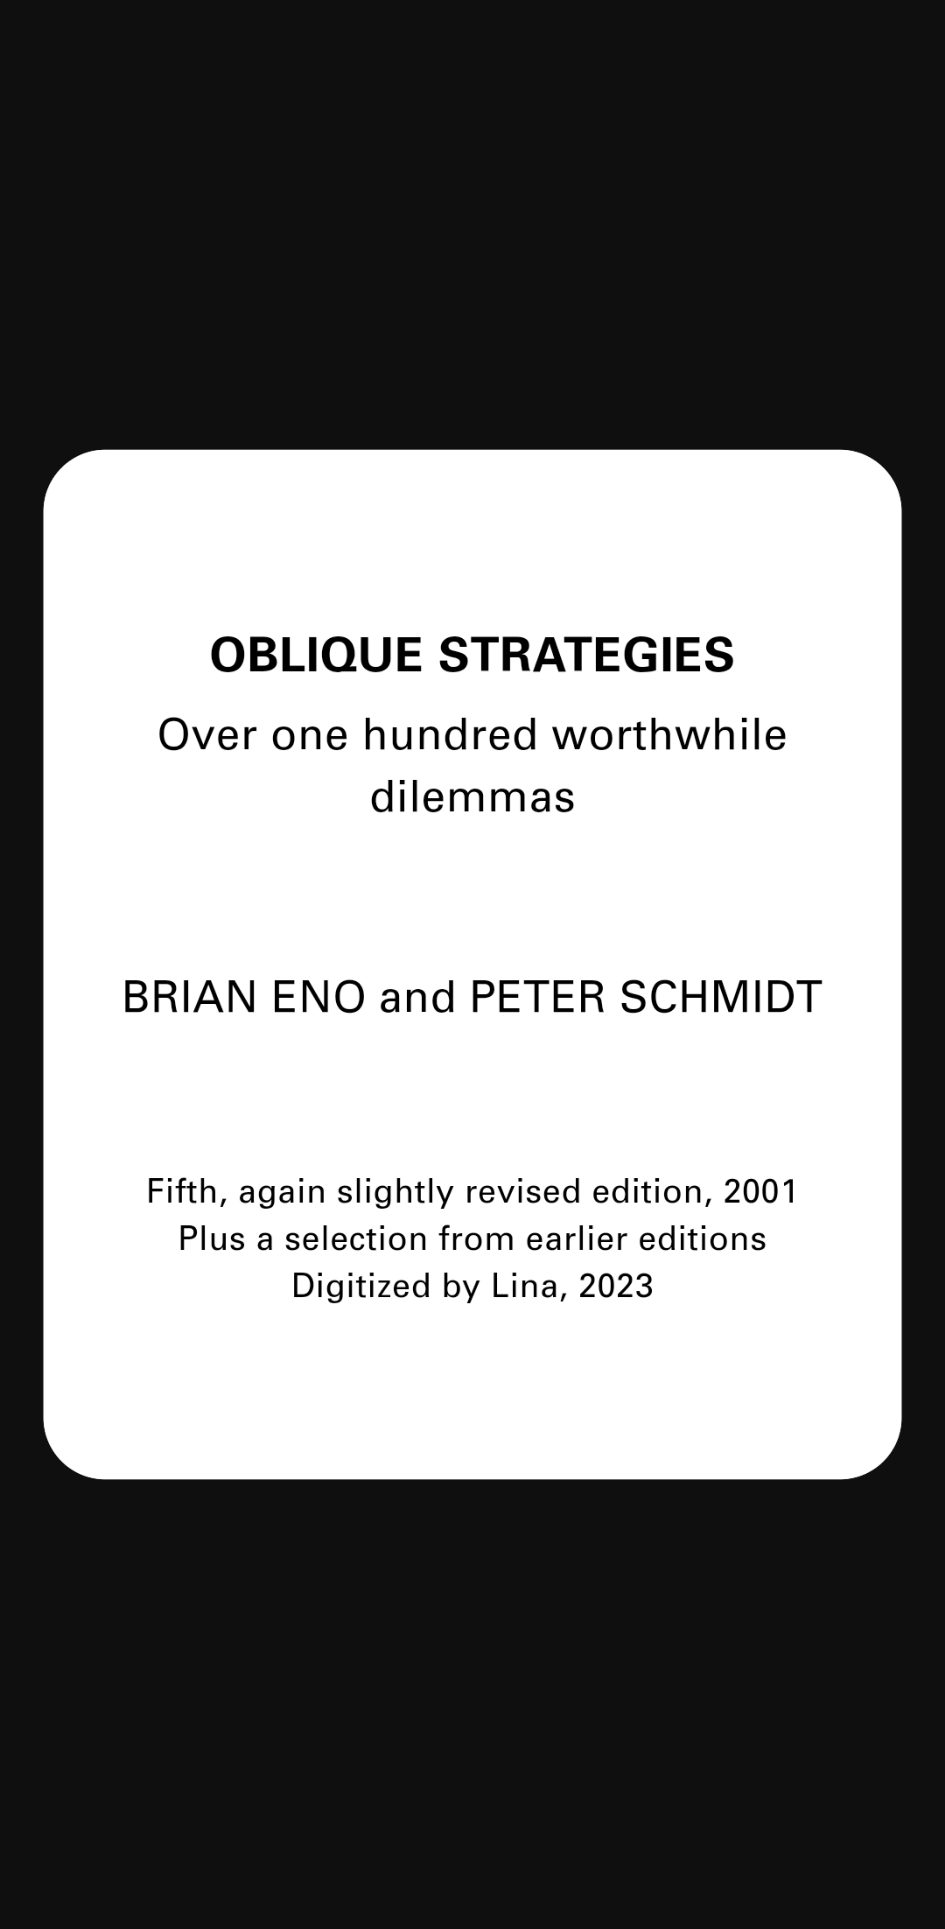 OBLIQUE STRATEGIES
Over one hundred worthwhile
dilemmas
BRIAN ENO and PETER SCHMIDT
Fifth, again slightly revised edition, 2001
Plus a selection from earlier editions
Digitized by Lina, 2023